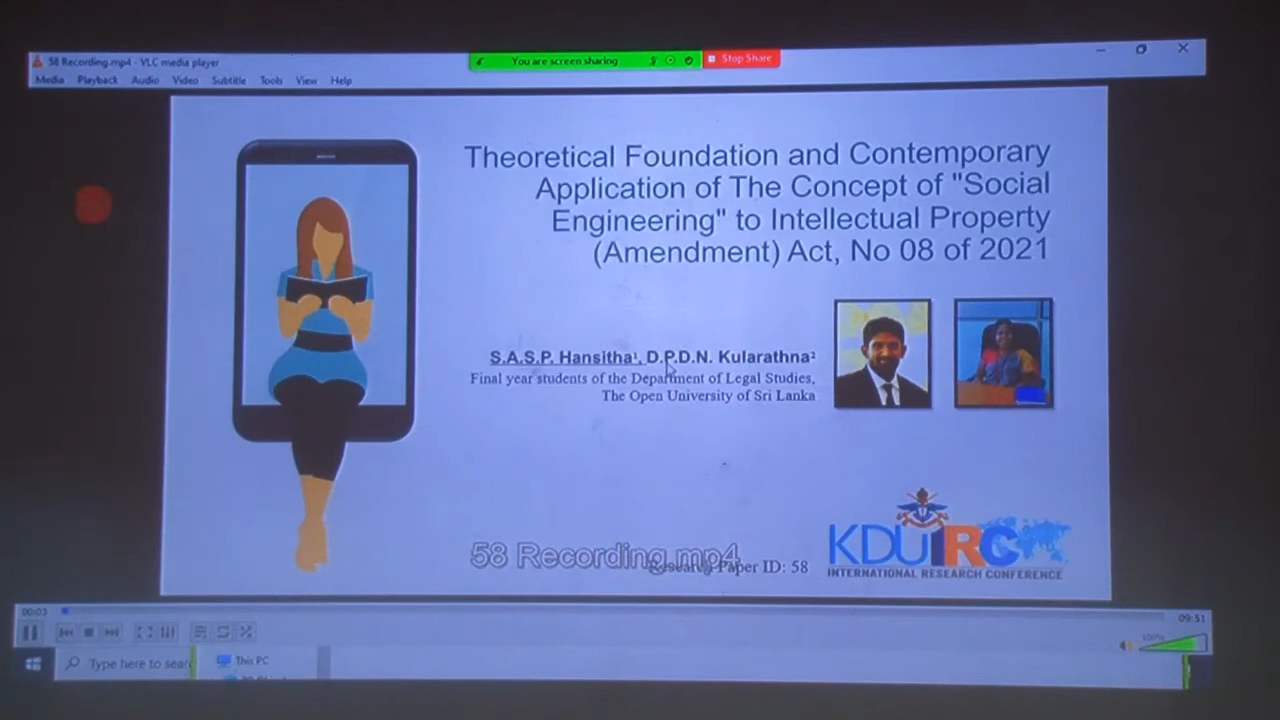 58 Recording.mp4 - VLC media player
You are screen sharing
Stop Share
Media Playback Audio Video Subtitle Tools View Help
Theoretical Foundation and Contemporary
Application of The Concept of "Social
Engineering" to Intellectual Property
(Amendment) Act, No 08 of 2021
S.A.S.P. Hansitha¹, D.P.D.N. Kularathna²
Final year students of the Department of Legal Studies,
The Open University of Sri Lanka
58 Recording.mp4
Research Paper ID: 58
KDU IRC
INTERNATIONAL RESEARCH CONFERENCE
00:03
09:51
100%
Type here to sear
This PC